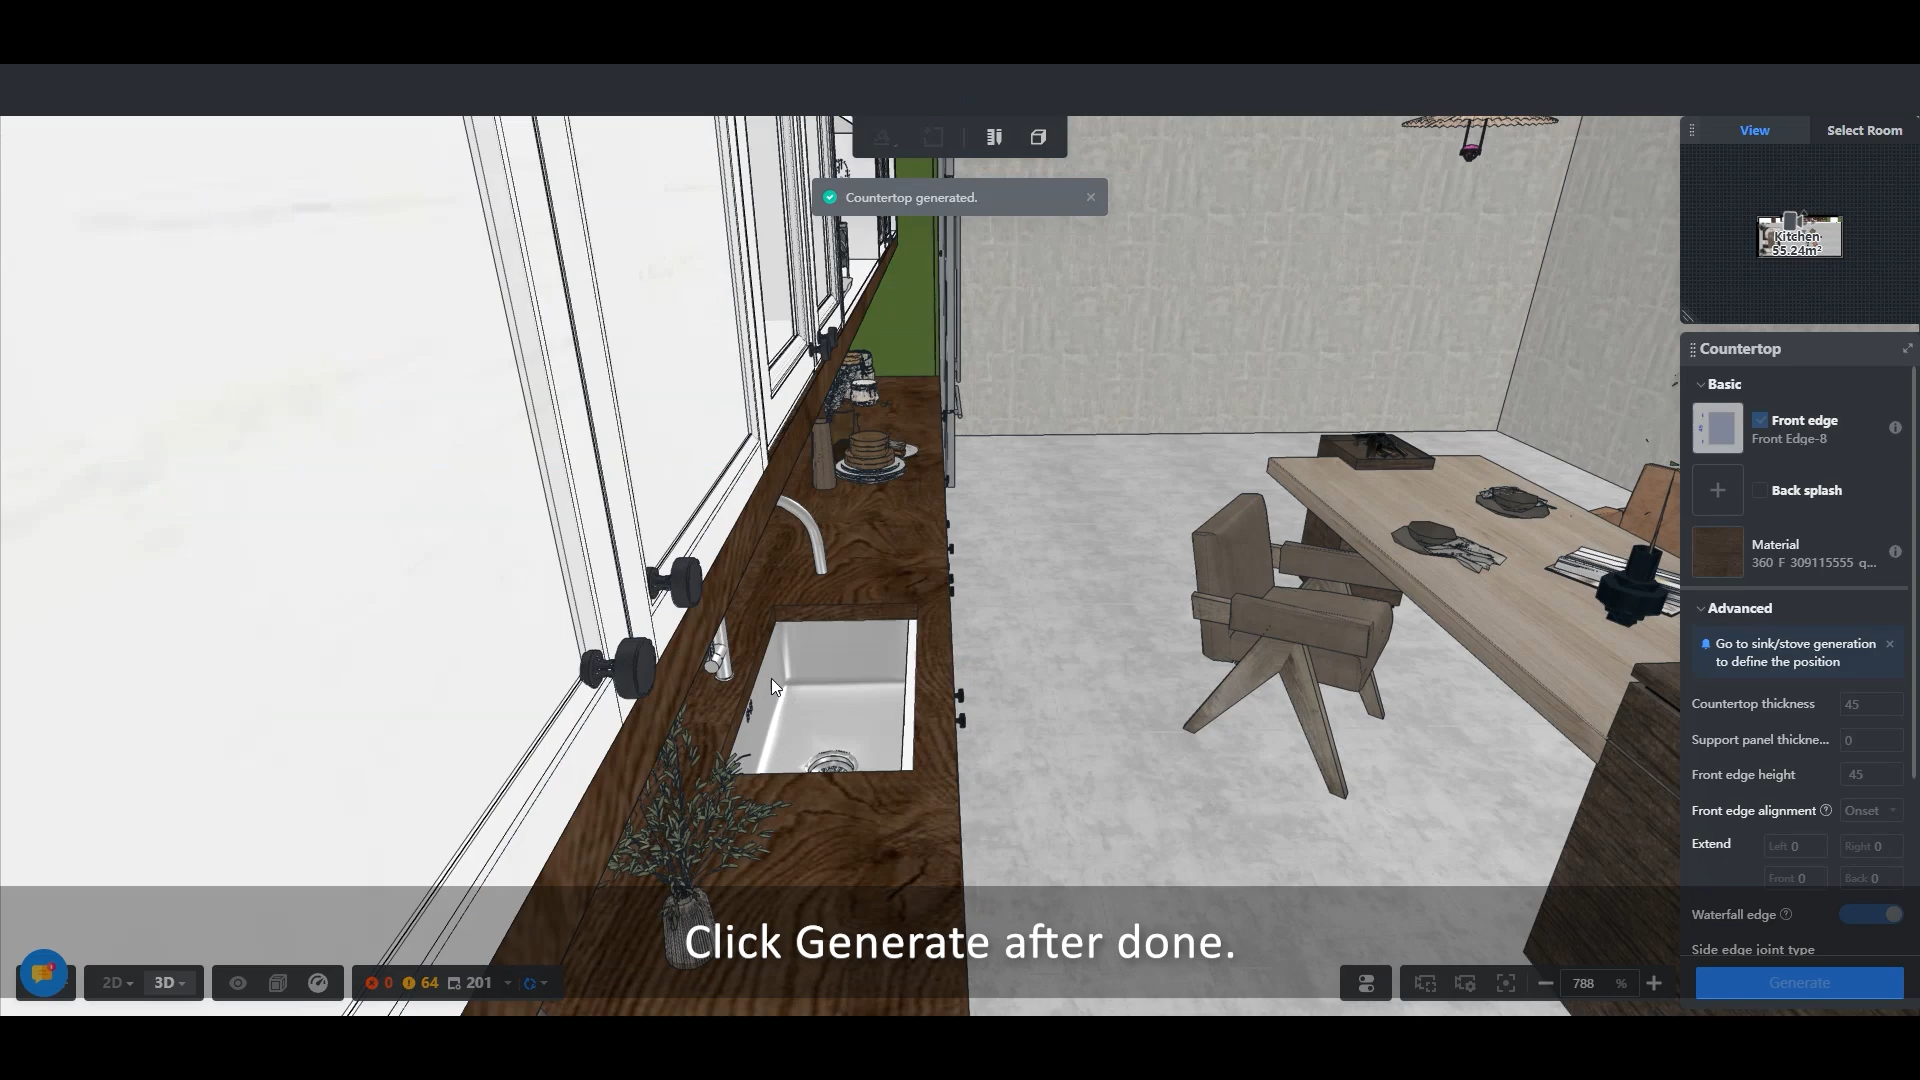 View
Select Room
Countertop generated.
Kitchen
55.24m²
Countertop
Basic
Front edge
Front Edge-8
Back splash
Material
360 F 309115555 q...
Advanced
Go to sink/stove generation
to define the position
Countertop thickness 45
Support panel thickne... 0
Front edge height 45
Front edge alignment Onset
Extend Left 0 Right 0
Front 0 Back 0
Waterfall edge
Side edge joint type
Click Generate after done.
2D 3D 0 64 201 788 % Generate